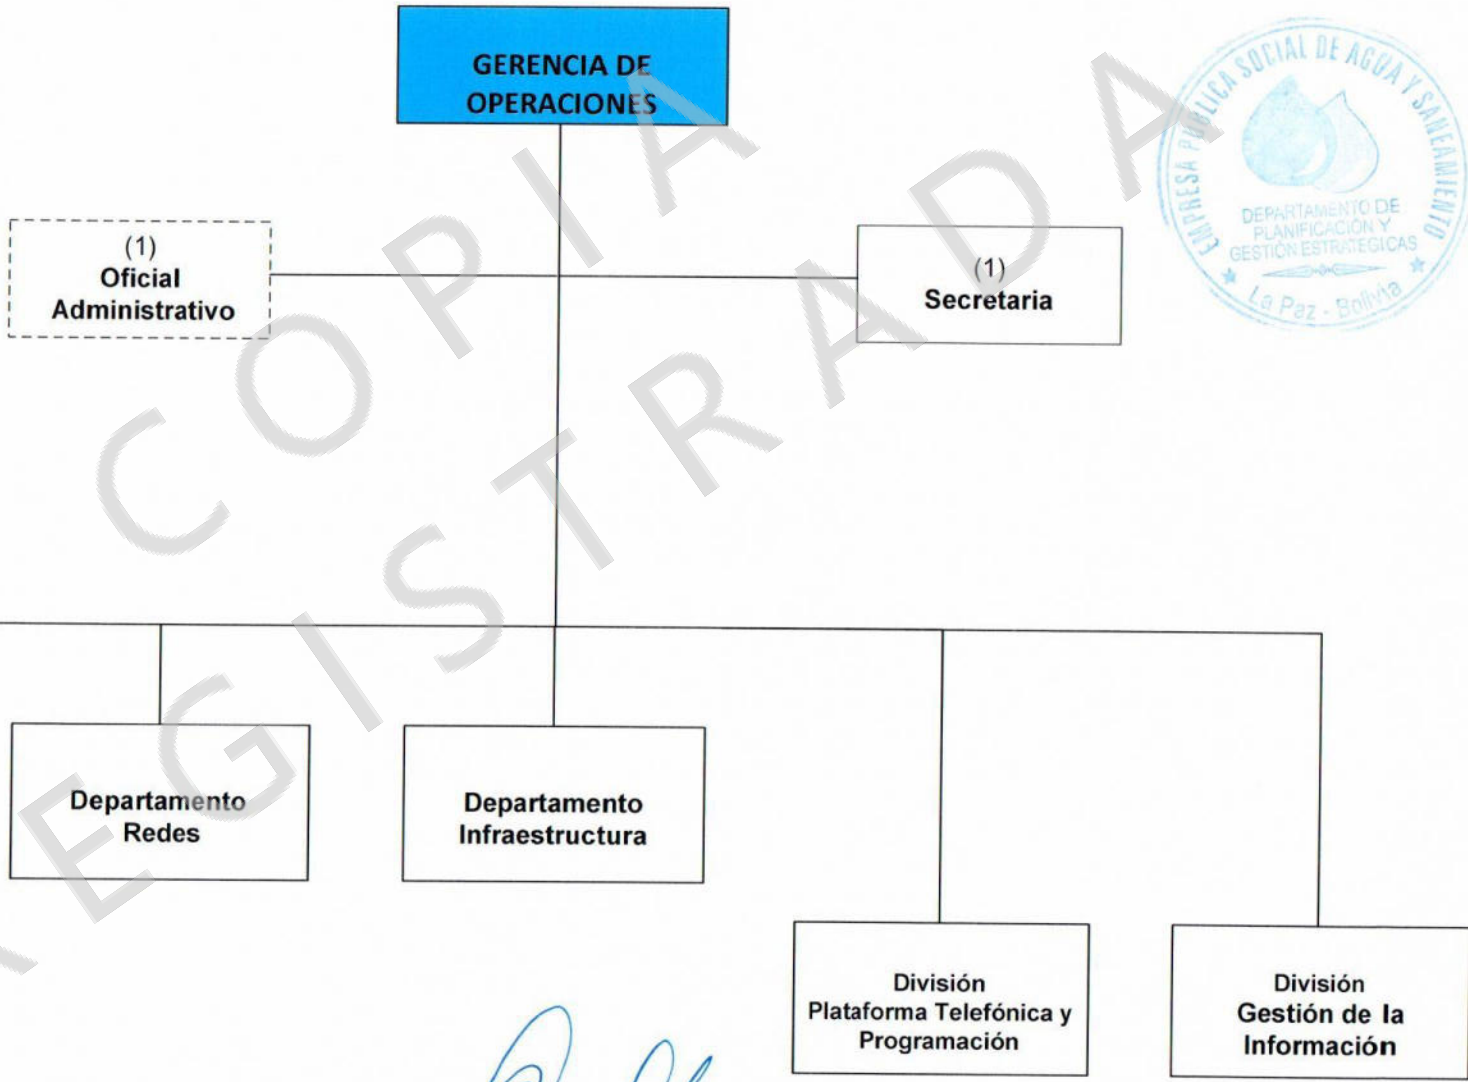 GERENCIA DE
OPERACIONES
EMPRESA PUBLICA SOCIAL DE AGUA Y SANEAMIENTO
DEPARTAMENTO DE
PLANIFICACIÓN Y
GESTIÓN ESTRATEGICAS
La Paz - Bolivia
(1)
Oficial
Administrativo
(1)
Secretaria
COPIA
REGISTRADA
Departamento
Redes
Departamento
Infraestructura
División
Plataforma Telefónica y
Programación
División
Gestión de la
Información